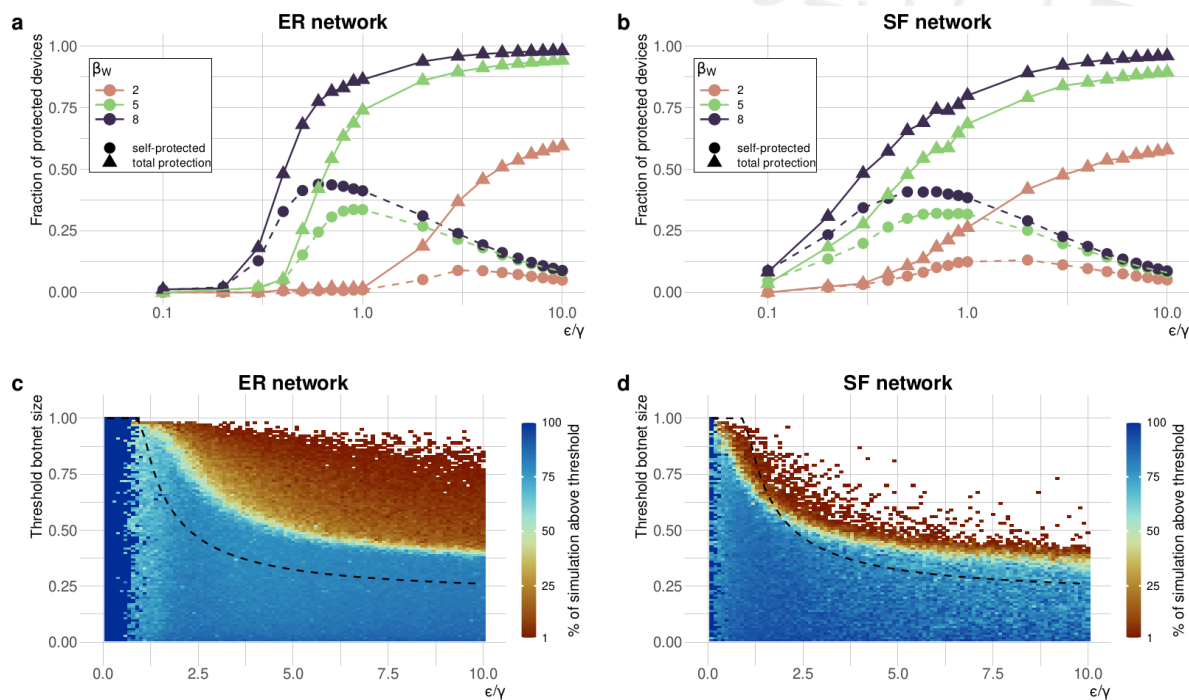 a
ER network
Fraction of protected devices
1.00
0.75
0.50
0.25
0.00
βW
2
5
8
self-protected
total protection
0.1
1.0
10.0
ϵ/γ
b
SF network
Fraction of protected devices
1.00
0.75
0.50
0.25
0.00
βW
2
5
8
self-protected
total protection
0.1
1.0
10.0
ϵ/γ
c
ER network
Threshold botnet size
1.00
0.75
0.50
0.25
0.00
0.0
2.5
5.0
7.5
10.0
ϵ/γ
100
75
50
25
1
% of simulation above threshold
d
SF network
Threshold botnet size
1.00
0.75
0.50
0.25
0.00
0.0
2.5
5.0
7.5
10.0
ϵ/γ
100
75
50
25
1
% of simulation above threshold